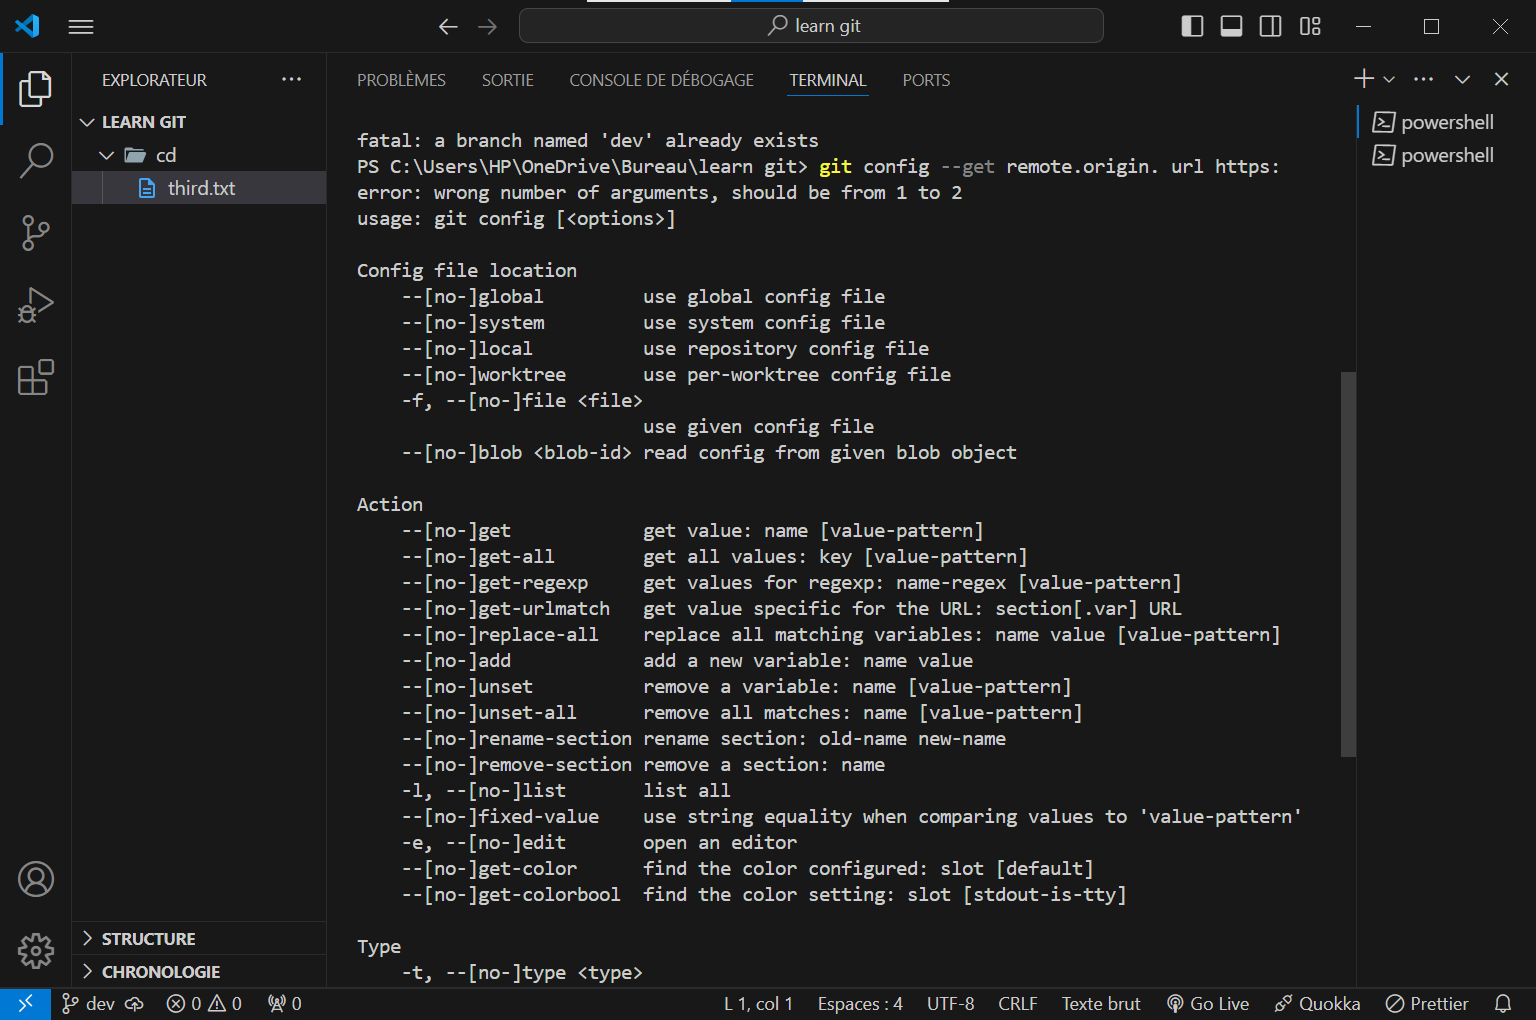 learn git
EXPLORATEUR
LEARN GIT
cd
third.txt
STRUCTURE
CHRONOLOGIE
PROBLÈMES SORTIE CONSOLE DE DÉBOGAGE TERMINAL PORTS
fatal: a branch named 'dev' already exists
PS C:\Users\HP\OneDrive\Bureau\learn git> git config --get remote.origin. url https:
error: wrong number of arguments, should be from 1 to 2
usage: git config [<options>]
Config file location
--[no-]global use global config file
--[no-]system use system config file
--[no-]local use repository config file
--[no-]worktree use per-worktree config file
-f, --[no-]file <file>
use given config file
--[no-]blob <blob-id> read config from given blob object
Action
--[no-]get get value: name [value-pattern]
--[no-]get-all get all values: key [value-pattern]
--[no-]get-regexp get values for regexp: name-regex [value-pattern]
--[no-]get-urlmatch get value specific for the URL: section[.var] URL
--[no-]replace-all replace all matching variables: name value [value-pattern]
--[no-]add add a new variable: name value
--[no-]unset remove a variable: name [value-pattern]
--[no-]unset-all remove all matches: name [value-pattern]
--[no-]rename-section rename section: old-name new-name
--[no-]remove-section remove a section: name
-l, --[no-]list list all
--[no-]fixed-value use string equality when comparing values to 'value-pattern'
-e, --[no-]edit open an editor
--[no-]get-color find the color configured: slot [default]
--[no-]get-colorbool find the color setting: slot [stdout-is-tty]
Type
-t, --[no-]type <type>
powershell
powershell
dev 0 0 0 L 1, col 1 Espaces : 4 UTF-8 CRLF Texte brut Go Live Quokka Prettier